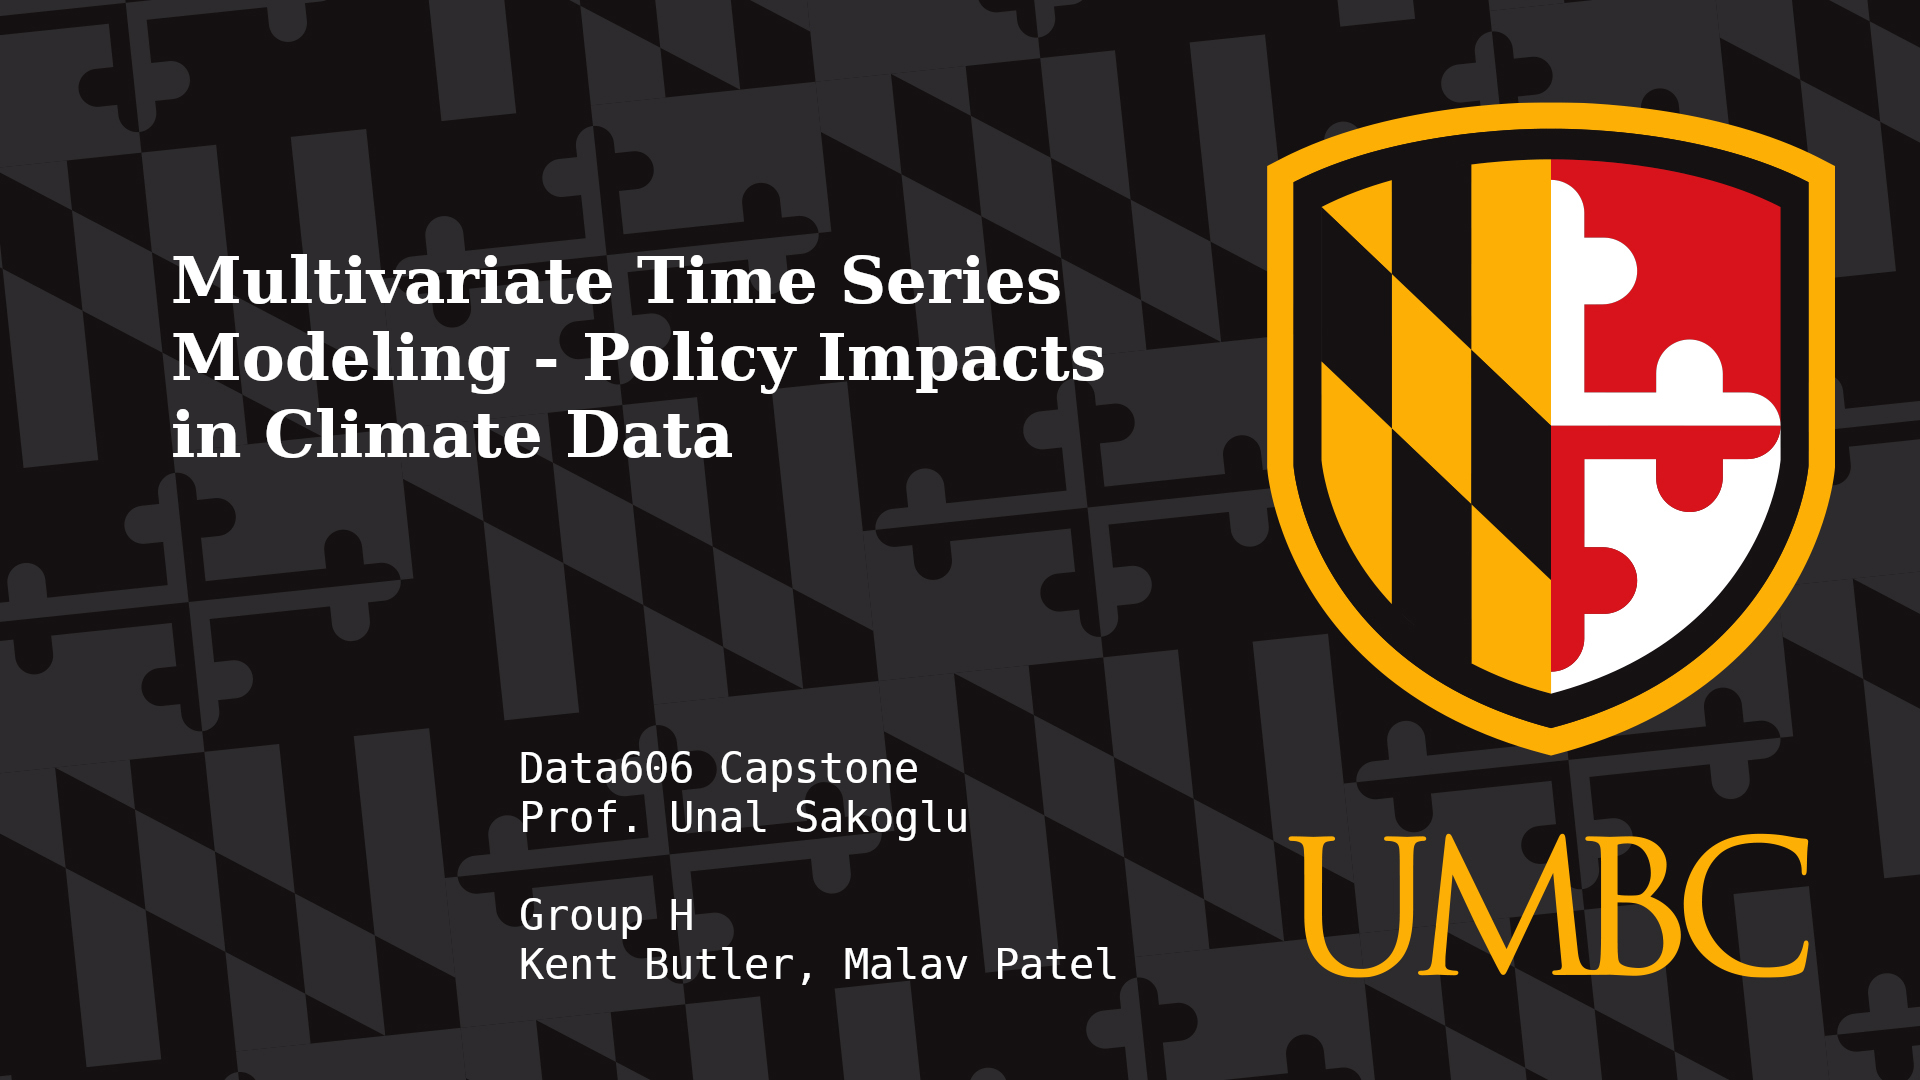 Multivariate Time Series
Modeling - Policy Impacts
in Climate Data
Data606 Capstone
Prof. Unal Sakoglu
Group H
Kent Butler, Malav Patel
UMBC